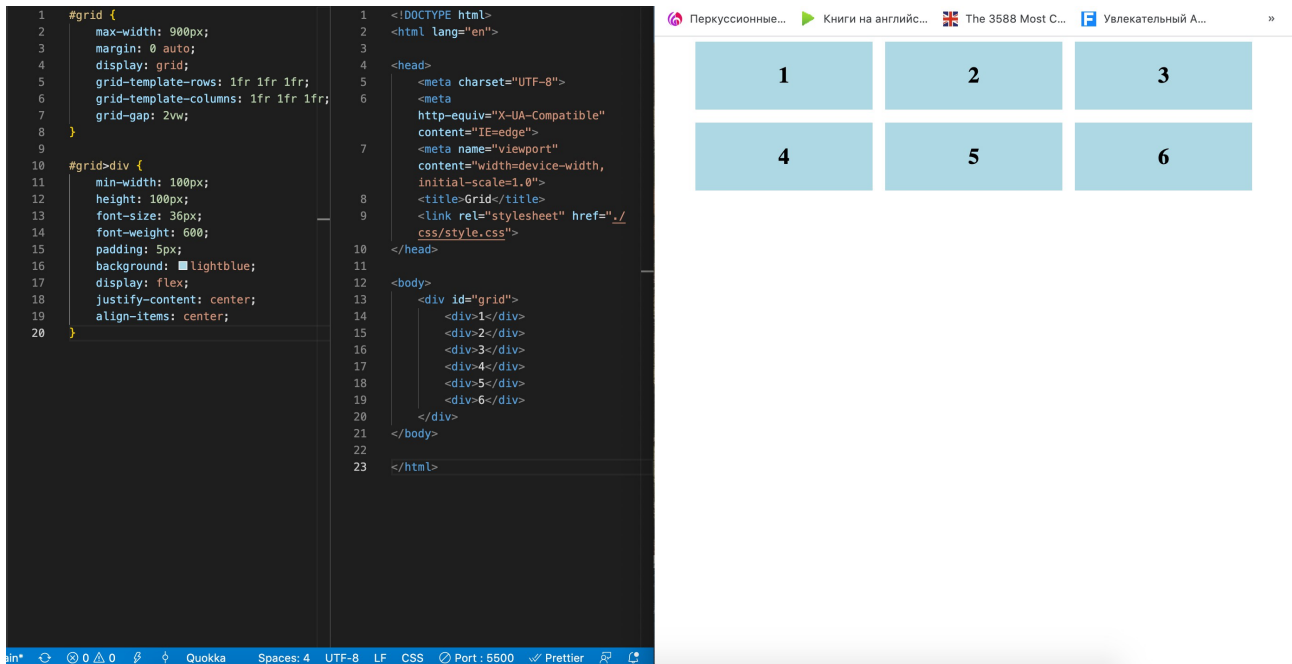 1 #grid {
2 max-width: 900px;
3 margin: 0 auto;
4 display: grid;
5 grid-template-rows: 1fr 1fr 1fr;
6 grid-template-columns: 1fr 1fr 1fr;
7 grid-gap: 2vw;
8 }
9
10 #grid>div {
11 min-width: 100px;
12 height: 100px;
13 font-size: 36px;
14 font-weight: 600;
15 padding: 5px;
16 background: lightblue;
17 display: flex;
18 justify-content: center;
19 align-items: center;
20 }
1 <!DOCTYPE html>
2 <html lang="en">
3
4 <head>
5 <meta charset="UTF-8">
6 <meta
http-equiv="X-UA-Compatible"
content="IE=edge">
7 <meta name="viewport"
content="width=device-width,
initial-scale=1.0">
8 <title>Grid</title>
9 <link rel="stylesheet" href="./
css/style.css">
10 </head>
11
12 <body>
13 <div id="grid">
14 <div>1</div>
15 <div>2</div>
16 <div>3</div>
17 <div>4</div>
18 <div>5</div>
19 <div>6</div>
20 </div>
21 </body>
22
23 </html>
Перкуссионные... Книги на английс... The 3588 Most C... F Увлекательный А... »
1 2 3
4 5 6
ain* 0 0 Quokka Spaces: 4 UTF-8 LF CSS Port : 5500 Prettier